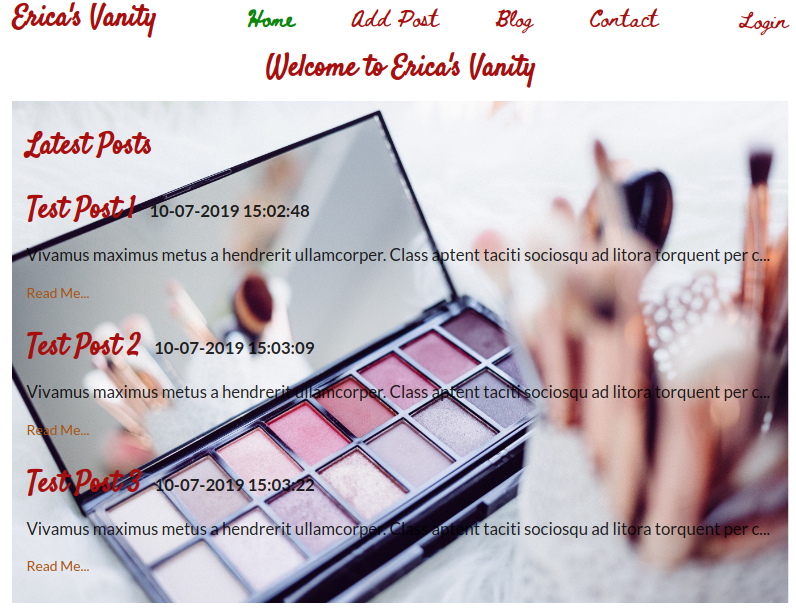 Erica's Vanity Home Add Post Blog Contact Login
Welcome to Erica's Vanity
Latest Posts
Test Post 1 10-07-2019 15:02:48
Vivamus maximus metus a hendrerit ullamcorper. Class aptent taciti sociosqu ad litora torquent per c...
Read Me...
Test Post 2 10-07-2019 15:03:09
Vivamus maximus metus a hendrerit ullamcorper. Class aptent taciti sociosqu ad litora torquent per c...
Read Me...
Test Post 3 10-07-2019 15:03:22
Vivamus maximus metus a hendrerit ullamcorper. Class aptent taciti sociosqu ad litora torquent per c...
Read Me...